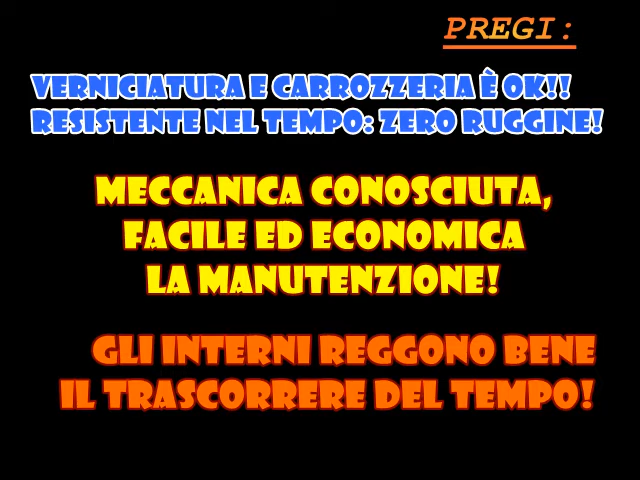 PREGI:
VERNICIATURA E CARROZZERIA È OK!!
RESISTENTE NEL TEMPO: ZERO RUGGINE!
MECCANICA CONOSCIUTA,
FACILE ED ECONOMICA
LA MANUTENZIONE!
GLI INTERNI REGGONO BENE
IL TRASCORRERE DEL TEMPO!